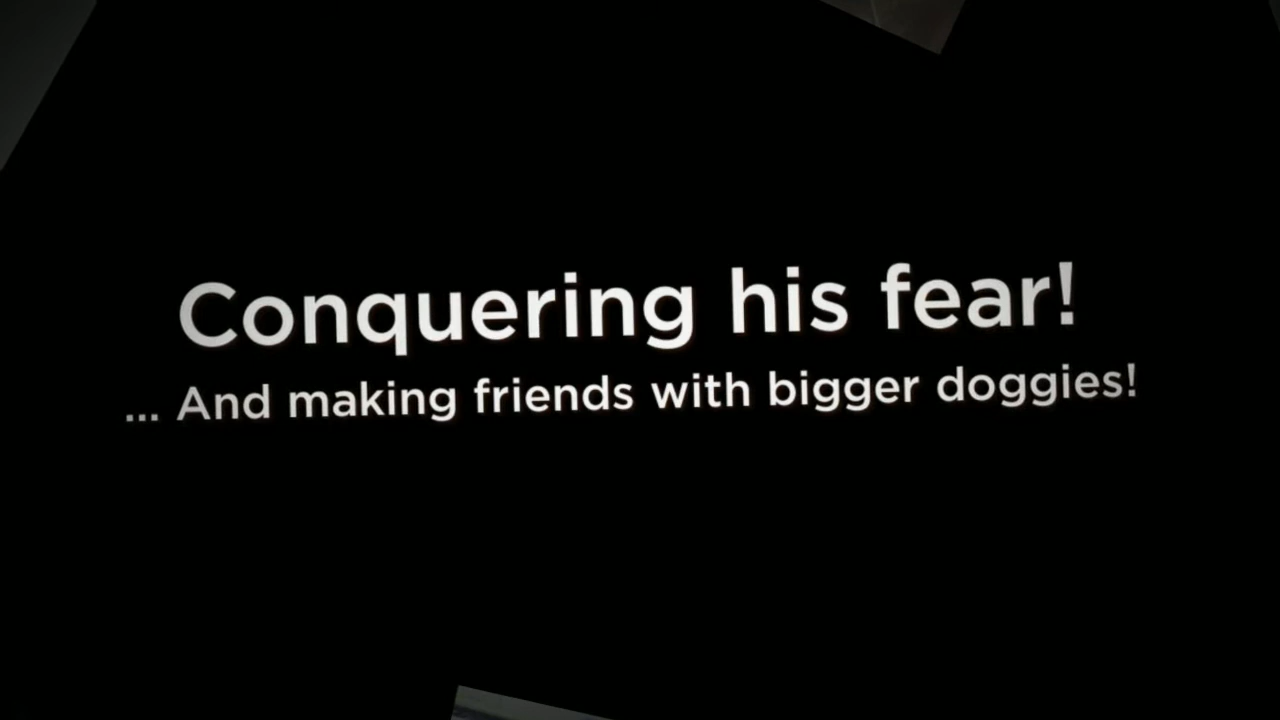 Conquering his fear!
... And making friends with bigger doggies!